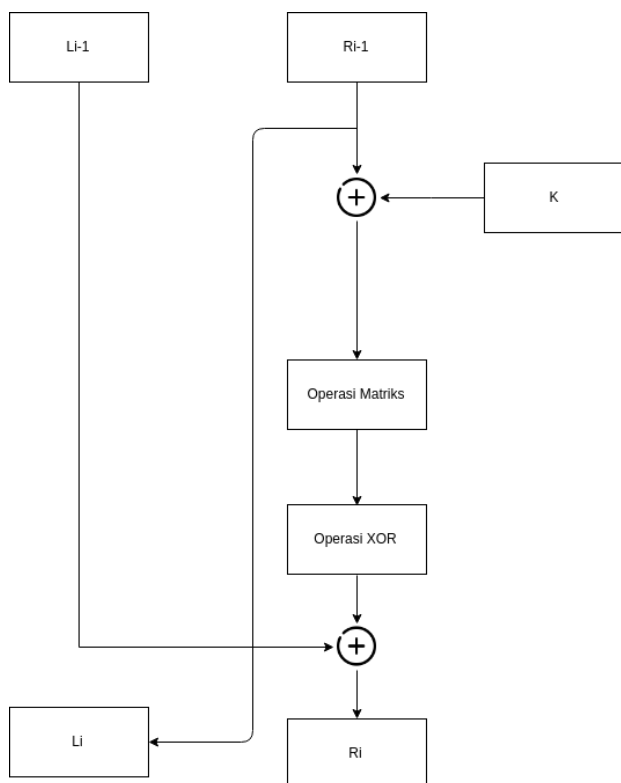 Li-1
Ri-1
K
Operasi Matriks
Operasi XOR
Li
Ri